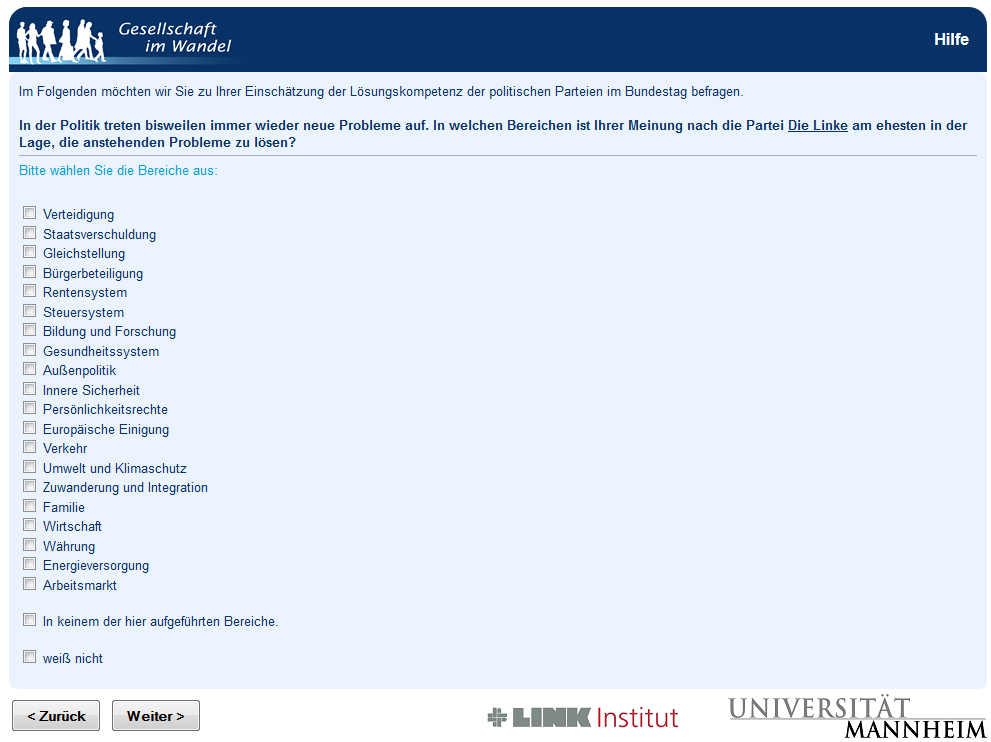 Gesellschaft
im Wandel
Hilfe
Im Folgenden möchten wir Sie zu Ihrer Einschätzung der Lösungskompetenz der politischen Parteien im Bundestag befragen.
In der Politik treten bisweilen immer wieder neue Probleme auf. In welchen Bereichen ist Ihrer Meinung nach die Partei Die Linke am ehesten in der
Lage, die anstehenden Probleme zu lösen?
Bitte wählen Sie die Bereiche aus:
Verteidigung
Staatsverschuldung
Gleichstellung
Bürgerbeteiligung
Rentensystem
Steuersystem
Bildung und Forschung
Gesundheitssystem
Außenpolitik
Innere Sicherheit
Persönlichkeitsrechte
Europäische Einigung
Verkehr
Umwelt und Klimaschutz
Zuwanderung und Integration
Familie
Wirtschaft
Währung
Energieversorgung
Arbeitsmarkt
In keinem der hier aufgeführten Bereiche.
weiß nicht
< Zurück
Weiter >
LINK Institut
UNIVERSITÄT
MANNHEIM